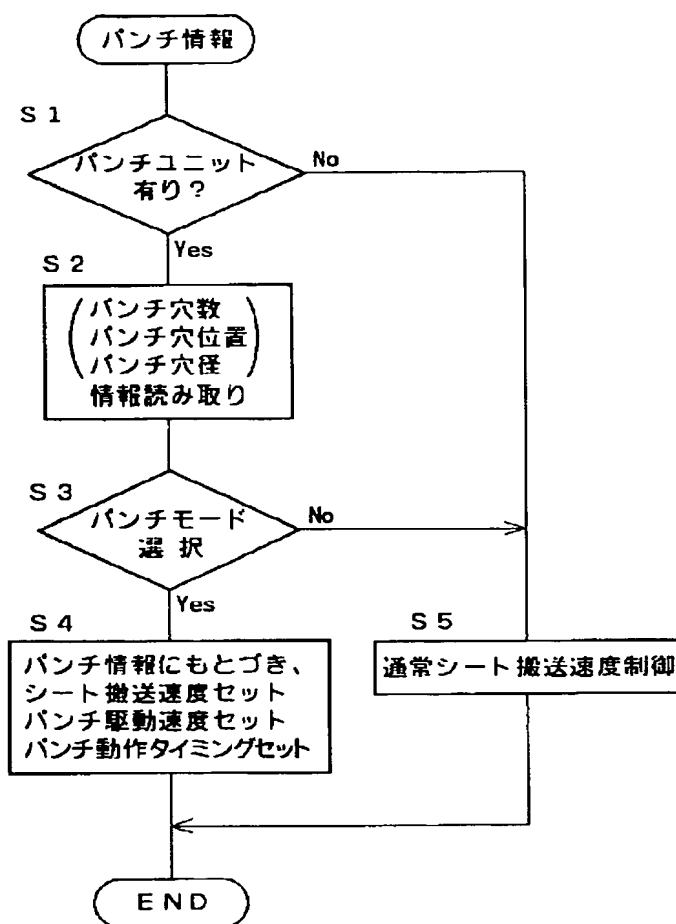 パンチ情報
S1
パンチユニット
有り?
No
Yes
S2
パンチ穴数
パンチ穴位置
パンチ穴径
情報読み取り
S3
パンチモード
選択
No
Yes
S4
パンチ情報にもとづき、
シート搬送速度セット
パンチ駆動速度セット
パンチ動作タイミングセット
S5
通常シート搬送速度制御
END